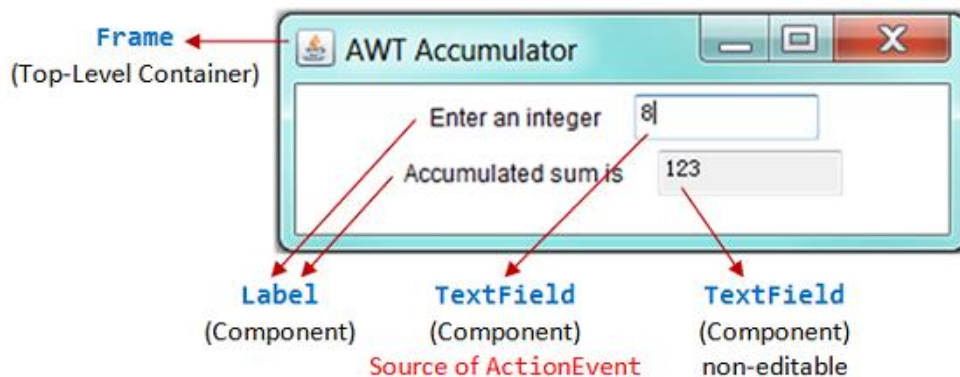 Frame
(Top-Level Container)
AWT Accumulator
Enter an integer 8
Accumulated sum is 123
Label TextField TextField
(Component) (Component) (Component)
Source of ActionEvent non-editable